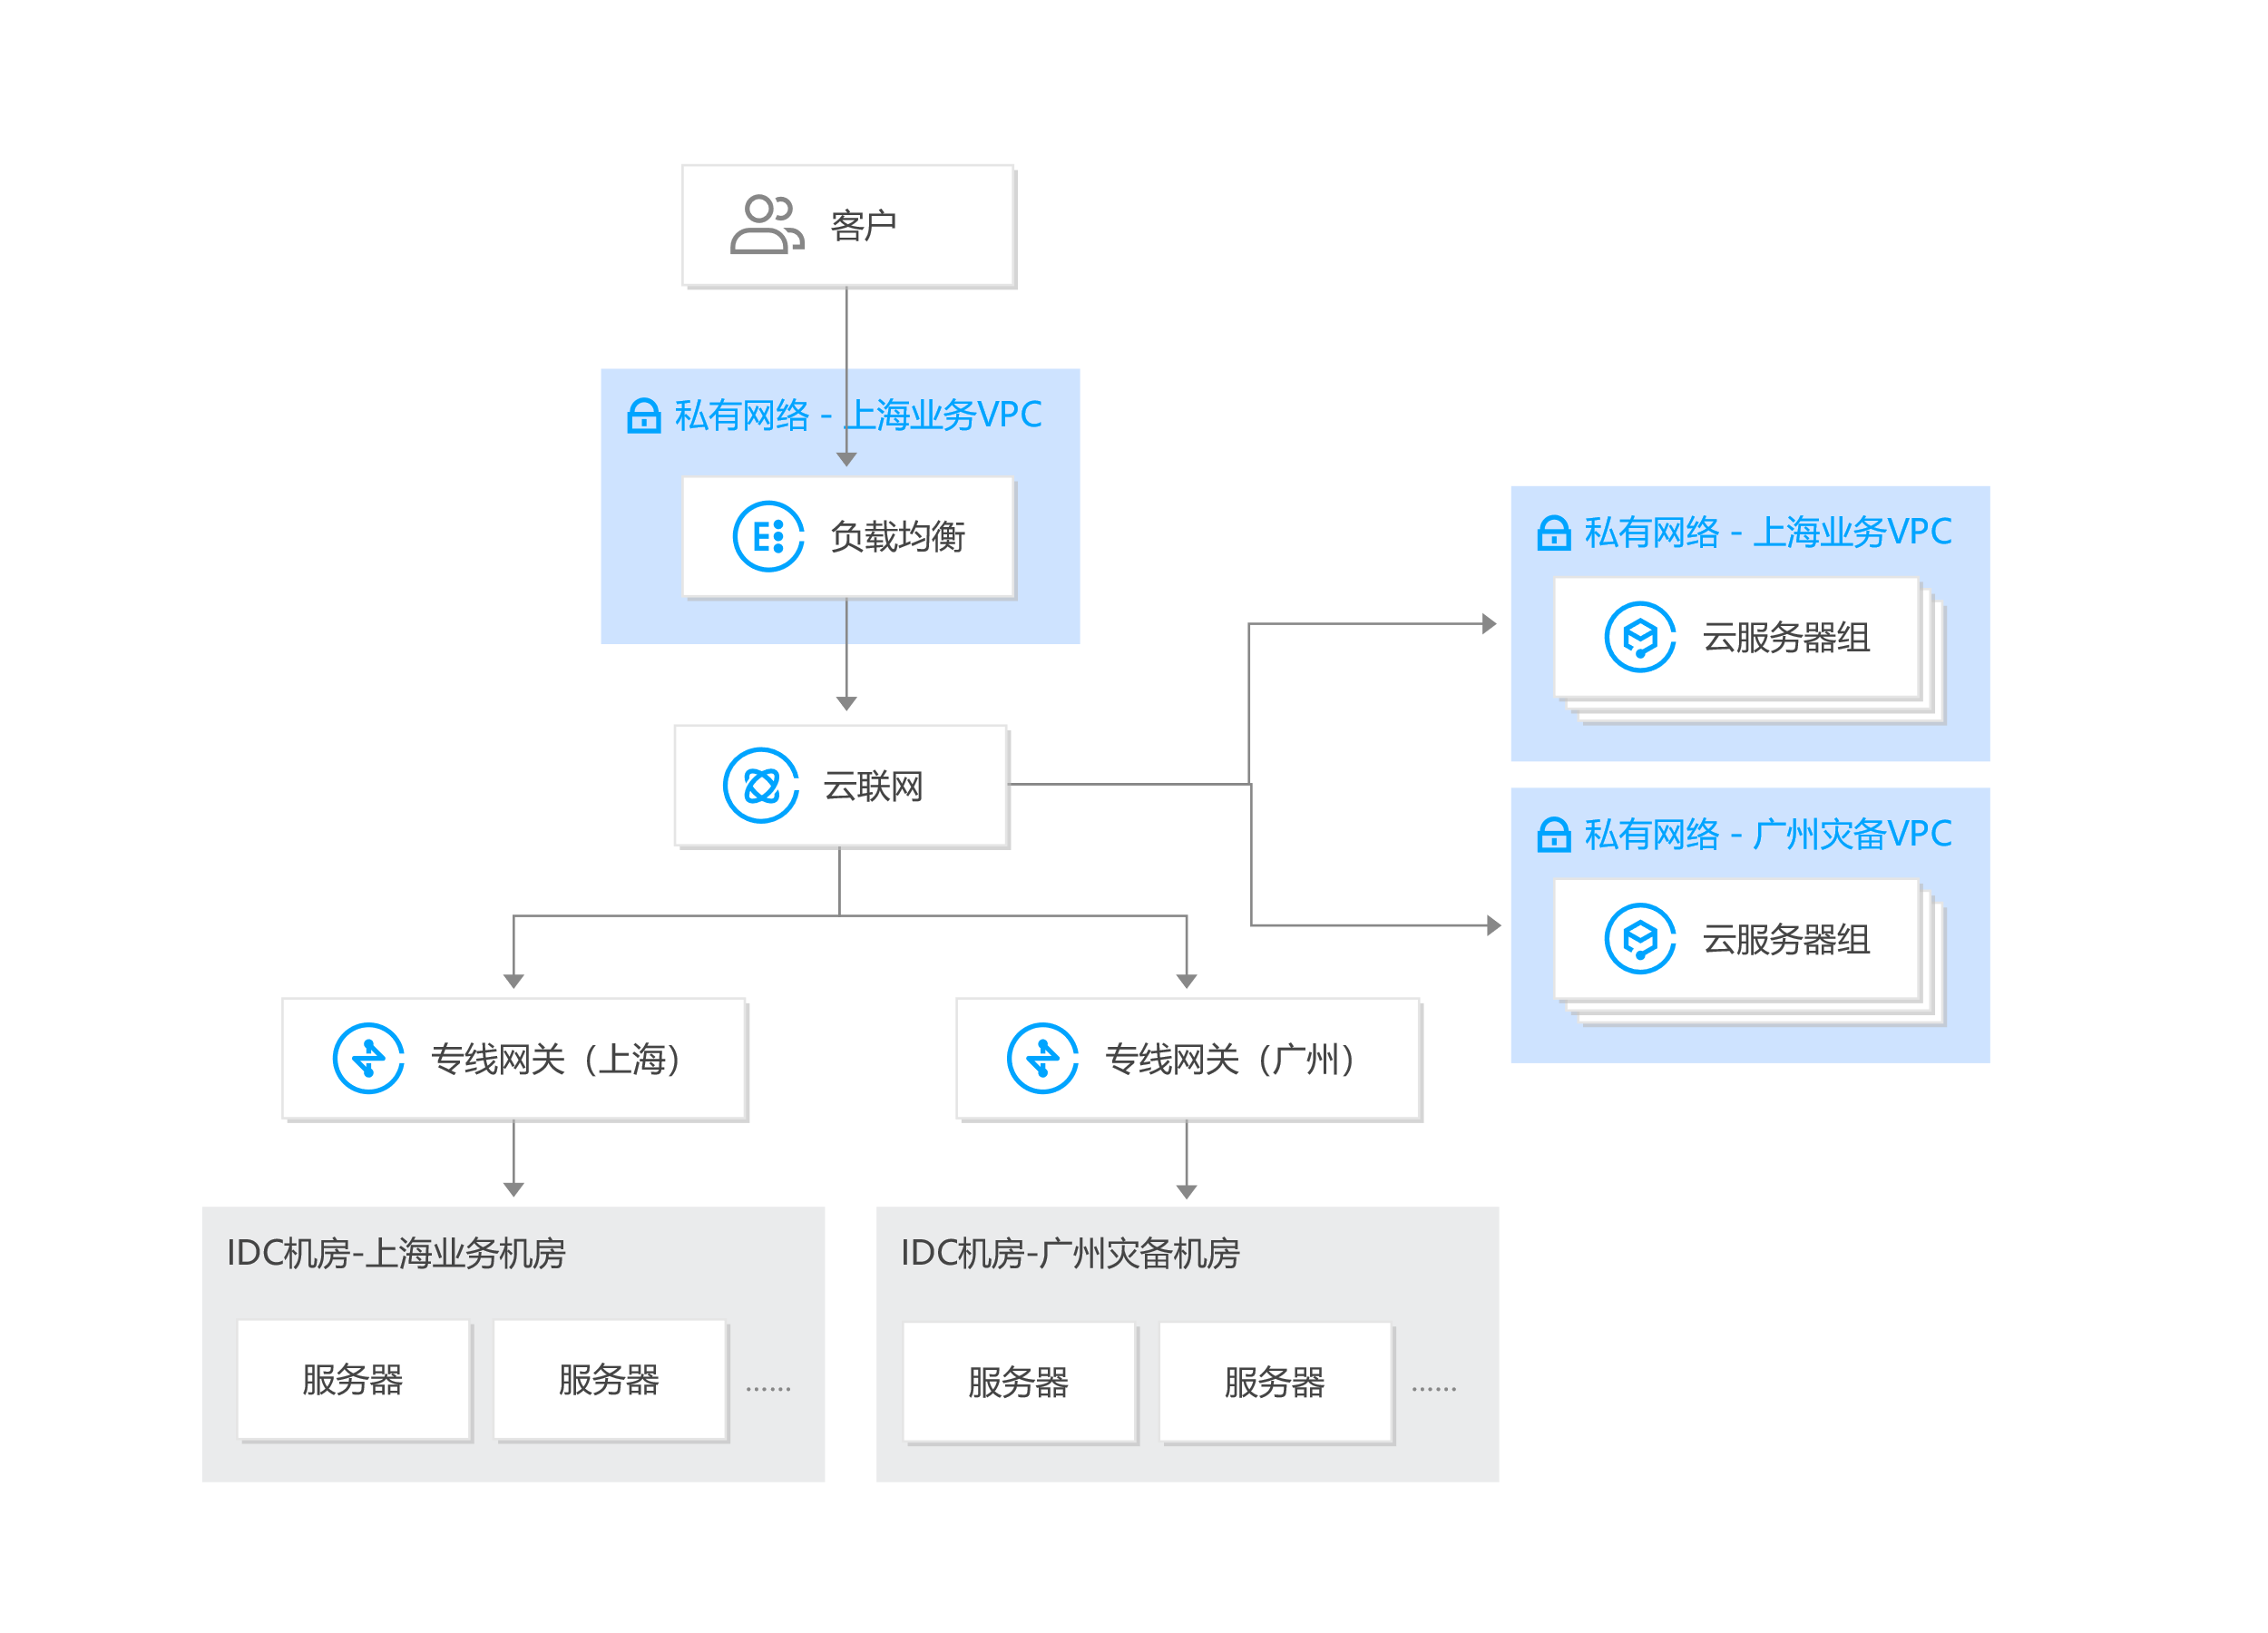 客户
私有网络 - 上海业务VPC
负载均衡
私有网络 - 上海业务VPC
云服务器组
云联网
私有网络 - 广州灾备VPC
云服务器组
专线网关（上海）
专线网关（广州）
IDC机房-上海业务机房
服务器
服务器
……
IDC机房-广州灾备机房
服务器
服务器
……